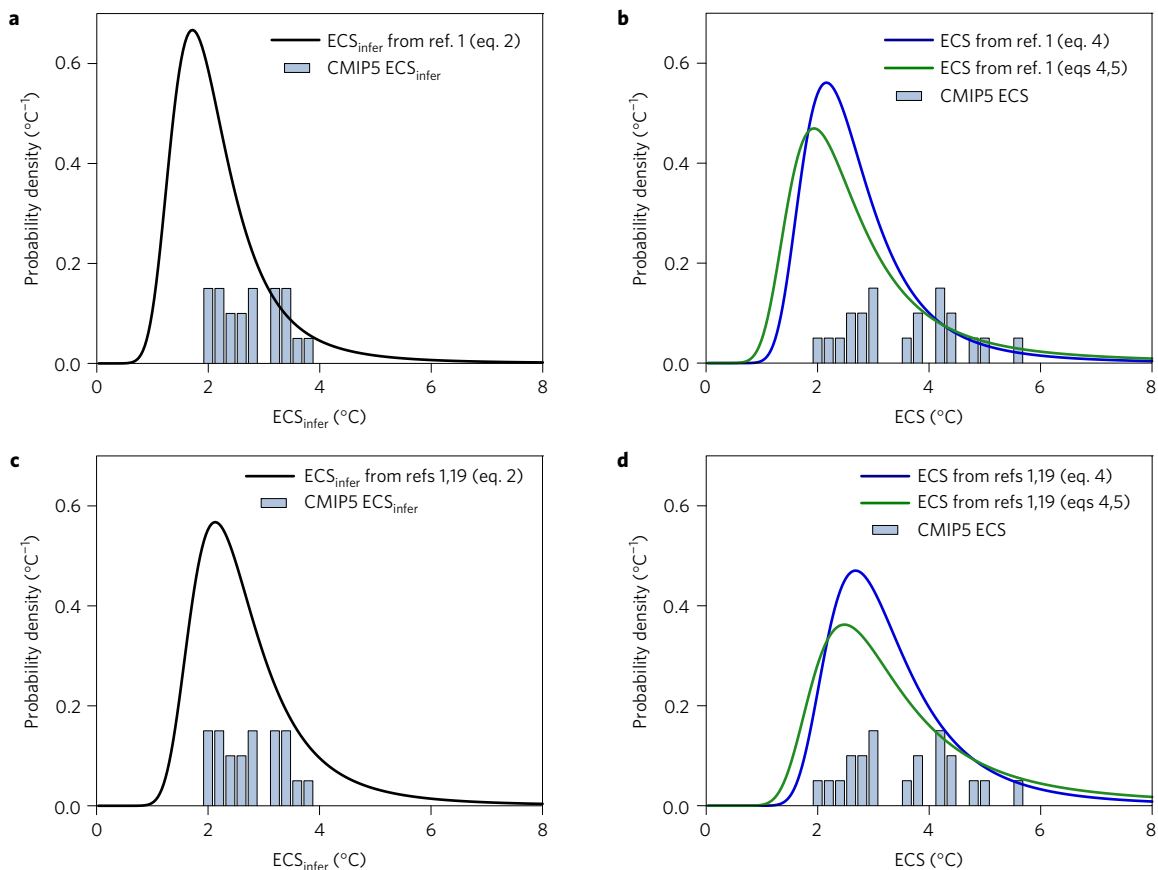 a
ECSinfer from ref. 1 (eq. 2)
CMIP5 ECSinfer
Probability density (°C−1)
0.6
0.4
0.2
0.0
0 2 4 6 8
ECSinfer (°C)
b
ECS from ref. 1 (eq. 4)
ECS from ref. 1 (eqs 4,5)
CMIP5 ECS
Probability density (°C−1)
0.6
0.4
0.2
0.0
0 2 4 6 8
ECS (°C)
c
ECSinfer from refs 1,19 (eq. 2)
CMIP5 ECSinfer
Probability density (°C−1)
0.6
0.4
0.2
0.0
0 2 4 6 8
ECSinfer (°C)
d
ECS from refs 1,19 (eq. 4)
ECS from refs 1,19 (eqs 4,5)
CMIP5 ECS
Probability density (°C−1)
0.6
0.4
0.2
0.0
0 2 4 6 8
ECS (°C)